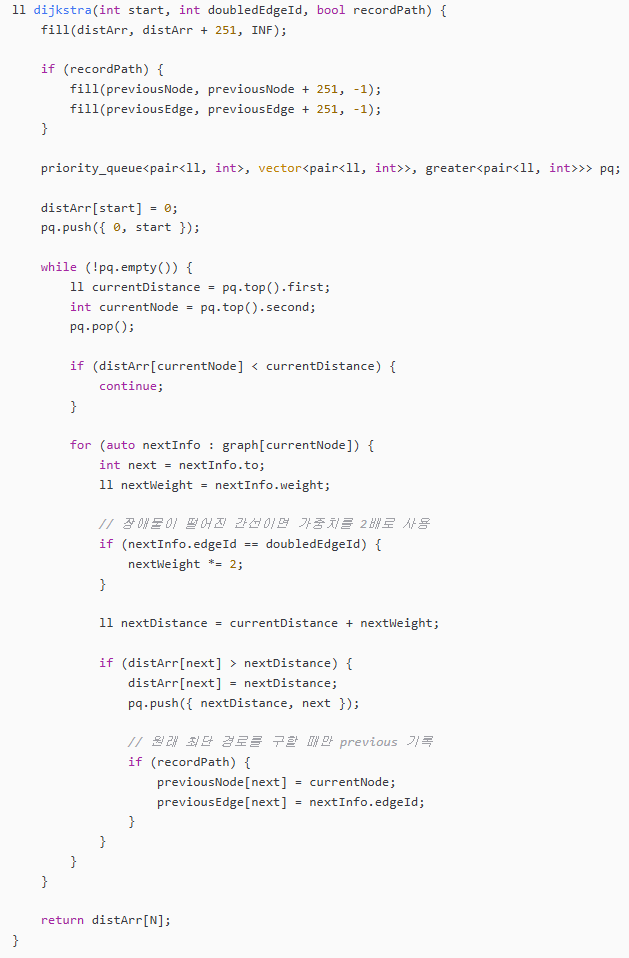 ll dijkstra(int start, int doubledEdgeId, bool recordPath) {
    fill(distArr, distArr + 251, INF);

    if (recordPath) {
        fill(previousNode, previousNode + 251, -1);
        fill(previousEdge, previousEdge + 251, -1);
    }

    priority_queue<pair<ll, int>, vector<pair<ll, int>>, greater<pair<ll, int>>> pq;

    distArr[start] = 0;
    pq.push({ 0, start });

    while (!pq.empty()) {
        ll currentDistance = pq.top().first;
        int currentNode = pq.top().second;
        pq.pop();

        if (distArr[currentNode] < currentDistance) {
            continue;
        }

        for (auto nextInfo : graph[currentNode]) {
            int next = nextInfo.to;
            ll nextWeight = nextInfo.weight;

            // 장애물이 떨어진 간선이면 가중치를 2배로 사용
            if (nextInfo.edgeId == doubledEdgeId) {
                nextWeight *= 2;
            }

            ll nextDistance = currentDistance + nextWeight;

            if (distArr[next] > nextDistance) {
                distArr[next] = nextDistance;
                pq.push({ nextDistance, next });

                // 원래 최단 경로를 구할 때만 previous 기록
                if (recordPath) {
                    previousNode[next] = currentNode;
                    previousEdge[next] = nextInfo.edgeId;
                }
            }
        }
    }

    return distArr[N];
}